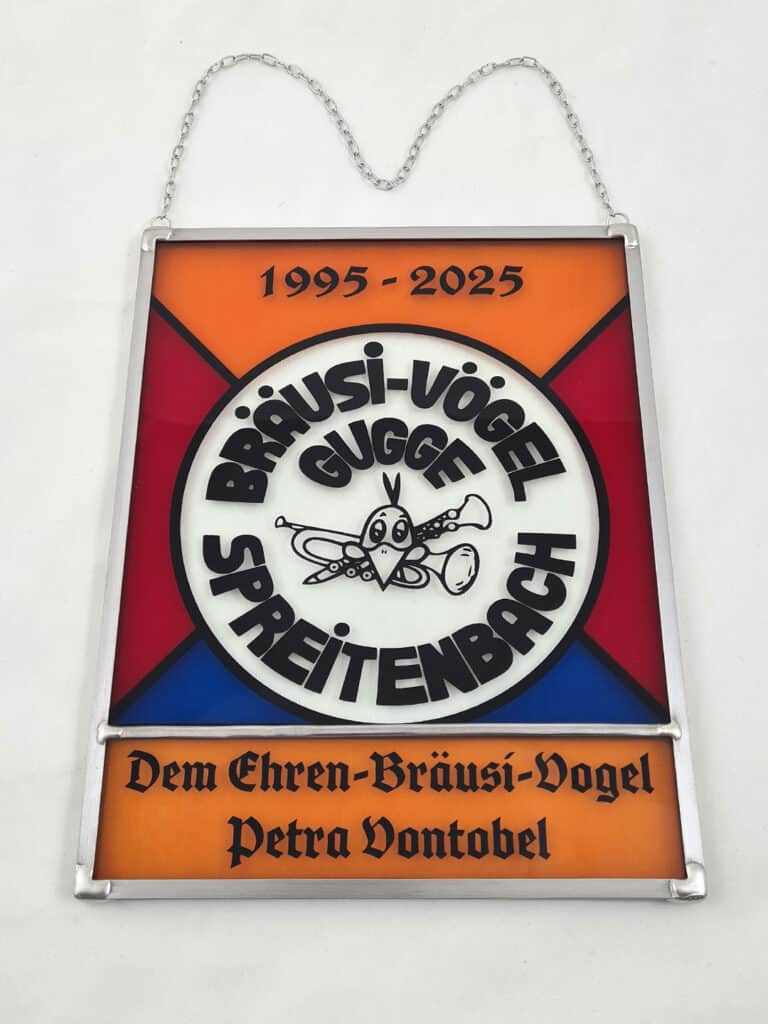 1995 - 2025
BRÄUSi-VÖGEL
GUGGE
SPREiTENBACH
Dem Ehren-Bräusi-Vogel
Petra Vontobel